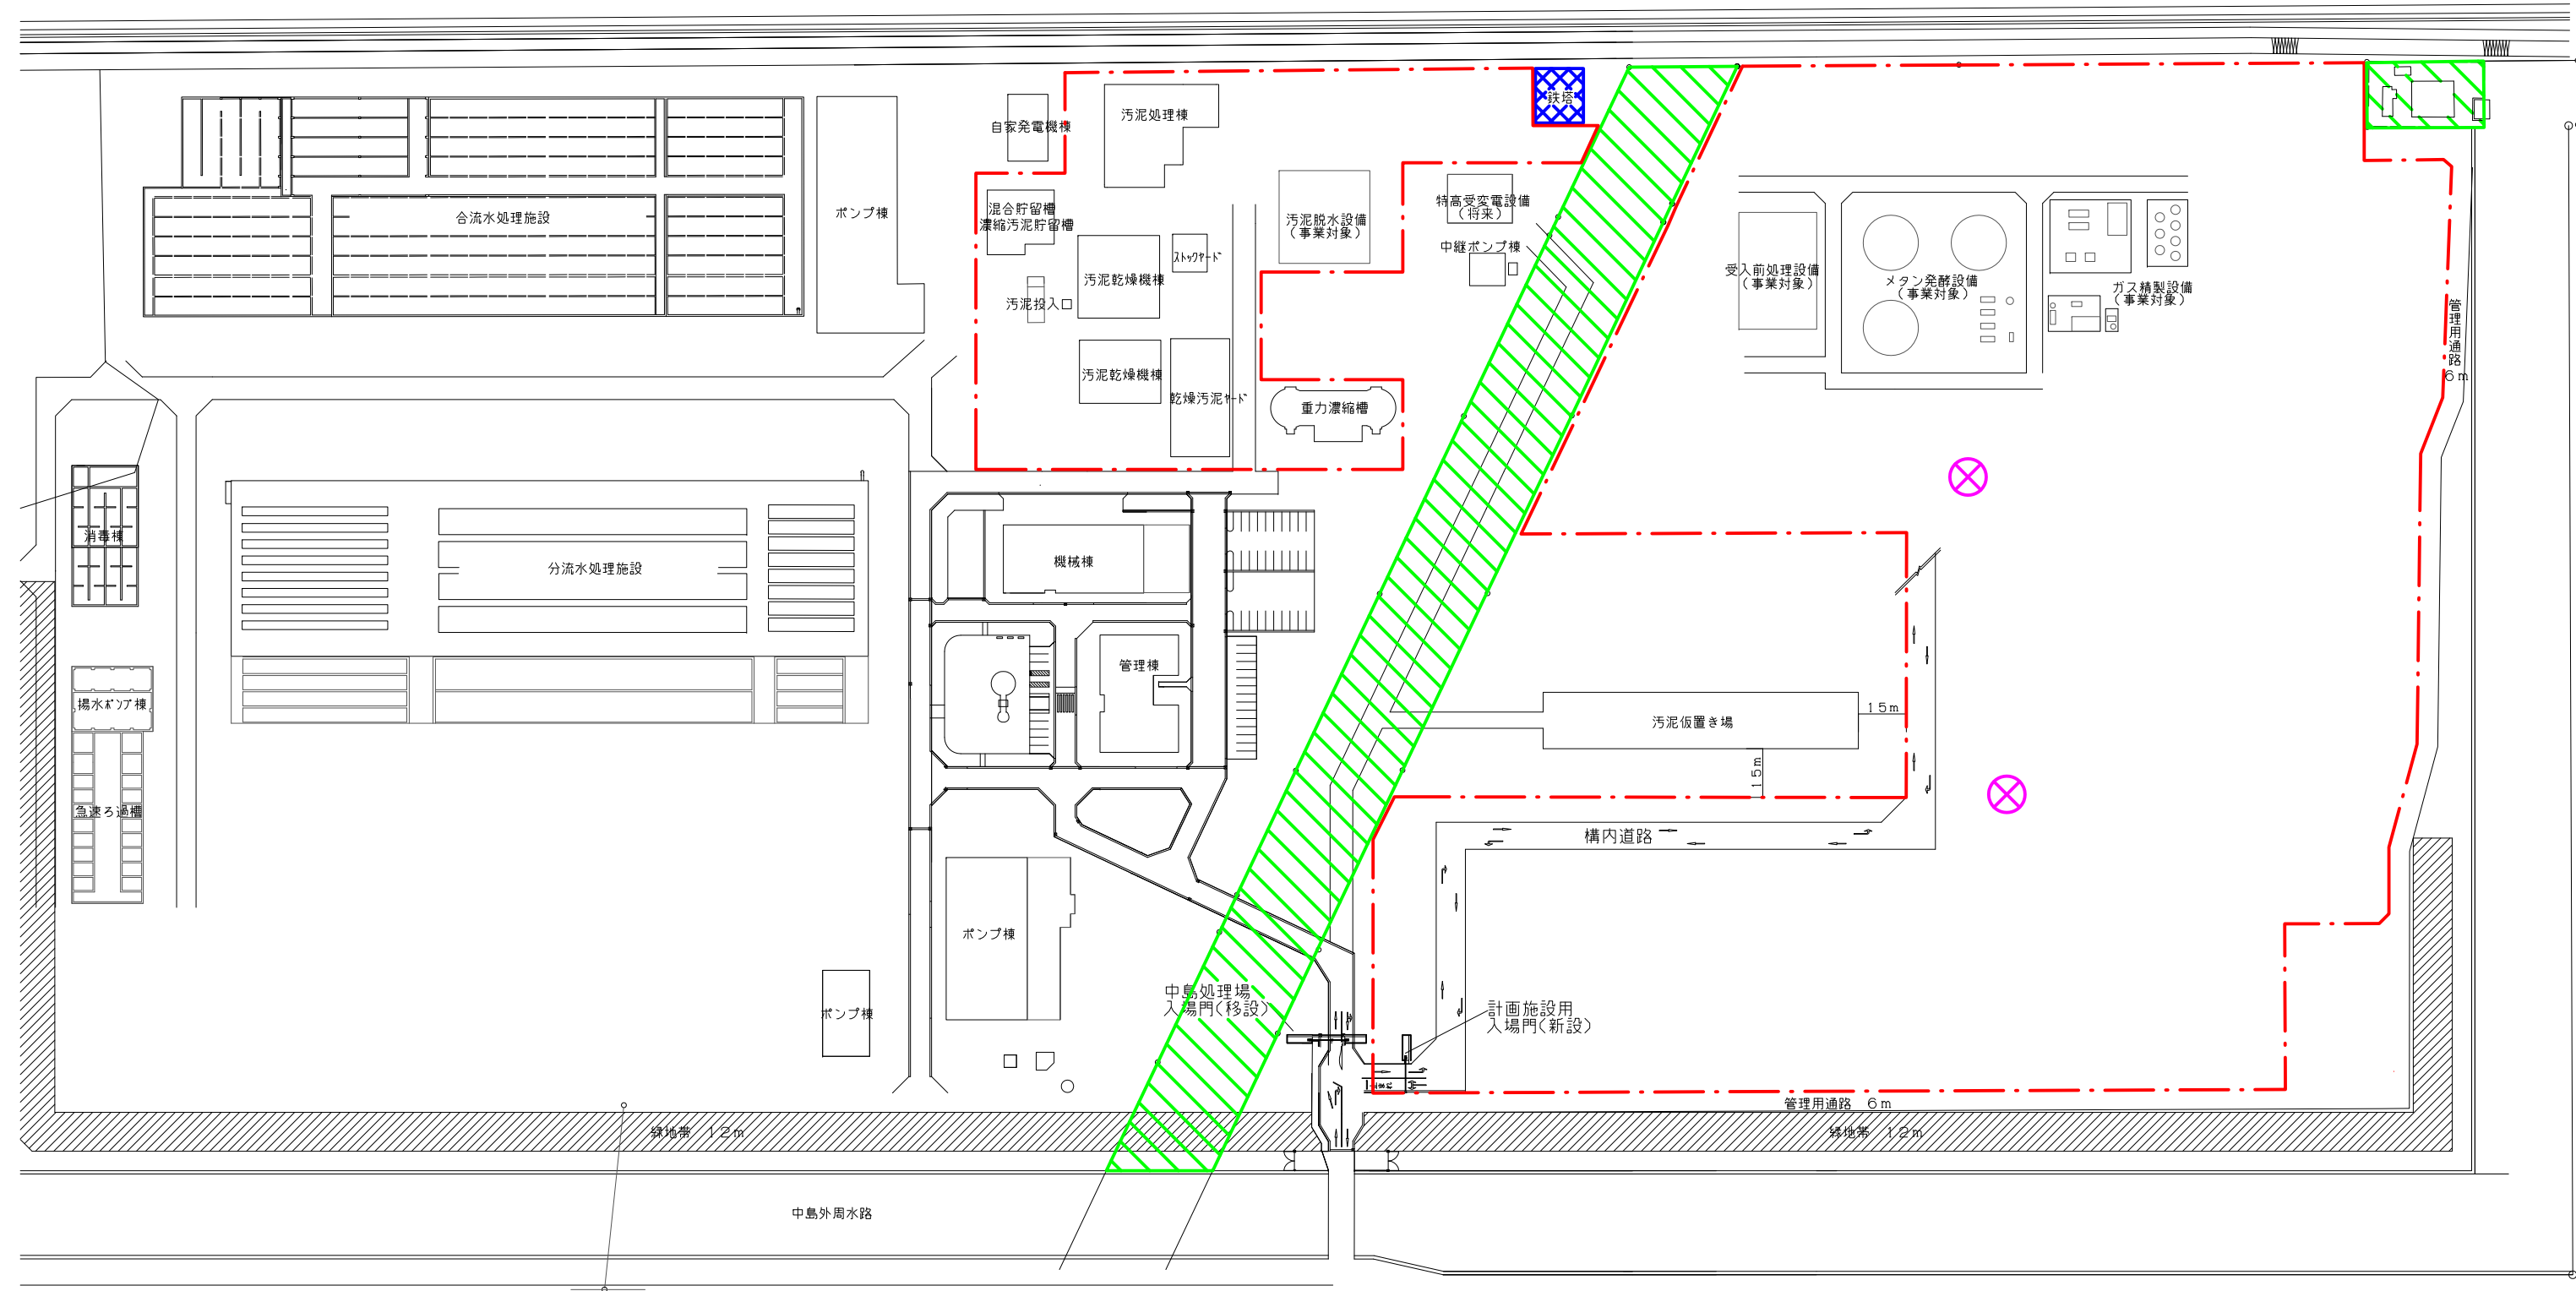 鉄塔
自家発電機棟
汚泥処理棟
合流水処理施設
ポンプ棟
混合貯留槽
濃縮汚泥貯留槽
汚泥脱水設備
（事業対象）
特高受変電設備
（将来）
中継ポンプ棟
ｽﾄｯｸﾔｰﾄﾞ
汚泥乾燥機棟
汚泥投入口
受入前処理設備
（事業対象）
メタン発酵設備
（事業対象）
ガス精製設備
（事業対象）
管理用通路
6m
汚泥乾燥機棟
乾燥汚泥ﾔｰﾄﾞ
重力濃縮槽
消毒棟
分流水処理施設
機械棟
管理棟
揚水ﾎﾟﾝﾌﾟ棟
汚泥仮置き場
15m
15m
急速ろ過槽
構内道路
ポンプ棟
中島処理場
入場門(移設)
計画施設用
入場門(新設)
ポンプ棟
管理用通路　6m
緑地帯　12m
緑地帯　12m
中島外周水路